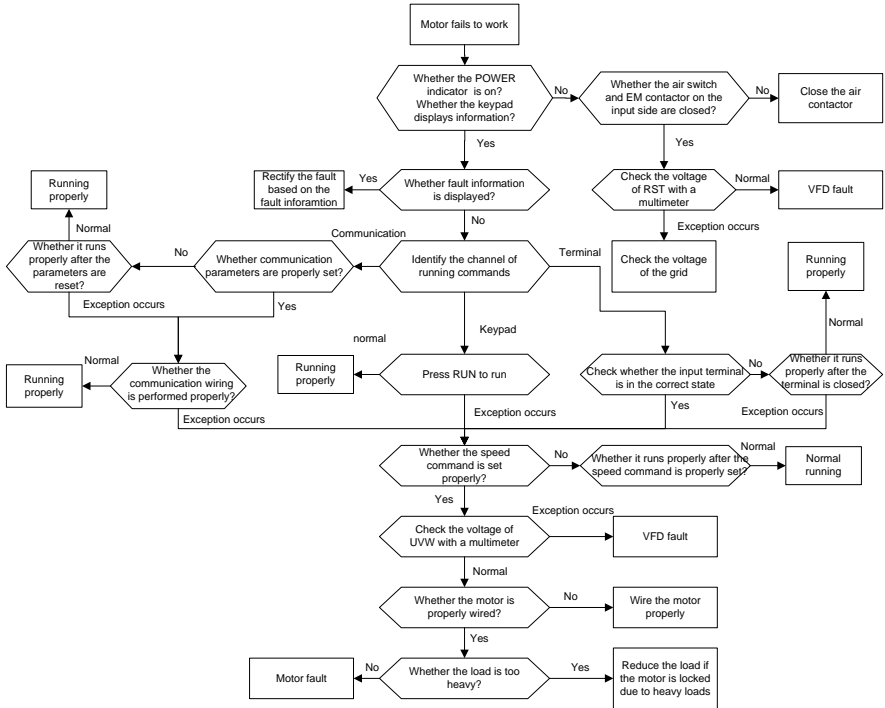 Motor fails to work
Whether the POWER
indicator is on?
Whether the keypad
displays information?
No
Whether the air switch
and EM contactor on the
input side are closed?
No
Close the air
contactor
Yes
Yes
Rectify the fault
based on the
fault inforamtion
Yes
Whether fault information
is displayed?
Check the voltage
of RST with a
multimeter
Normal
VFD fault
Running
properly
Normal
No
Exception occurs
Communication
Whether it runs
properly after the
parameters are
reset?
No
Whether communication
parameters are properly set?
Identify the channel of
running commands
Terminal
Check the voltage
of the grid
Running
properly
Exception occurs
Yes
Keypad
Normal
normal
Running
properly
Normal
Whether the
communication wiring
is performed properly?
Running
properly
Press RUN to run
Check whether the input terminal
is in the correct state
No
Whether it runs
properly after the
terminal is closed?
Exception occurs
Exception occurs
Yes
Exception occurs
Whether the speed
command is set
properly?
No
Whether it runs properly after the
speed command is properly set?
Normal
Normal
running
Yes
Check the voltage of
UVW with a multimeter
Exception occurs
VFD fault
Normal
Whether the motor is
properly wired?
No
Wire the motor
properly
Yes
Motor fault
No
Whether the load is too
heavy?
Yes
Reduce the load if
the motor is locked
due to heavy loads